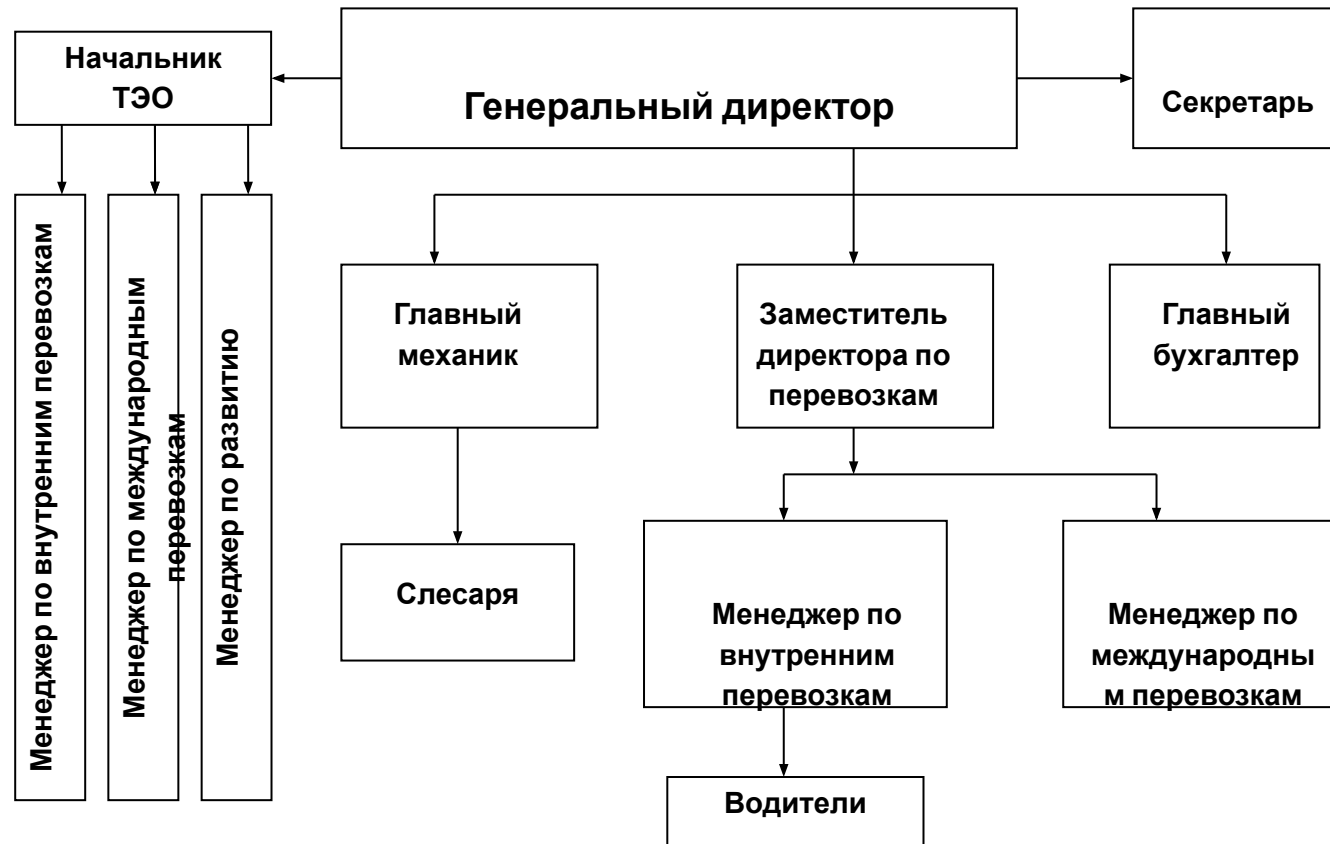 Начальник
ТЭО
Генеральный директор
Секретарь
Менеджер по внутренним перевозкам
Менеджер по международным
перевозкам
Менеджер по развитию
Главный
механик
Заместитель
директора по
перевозкам
Главный
бухгалтер
Слесаря
Менеджер по
внутренним
перевозкам
Менеджер по
международны
м перевозкам
Водители